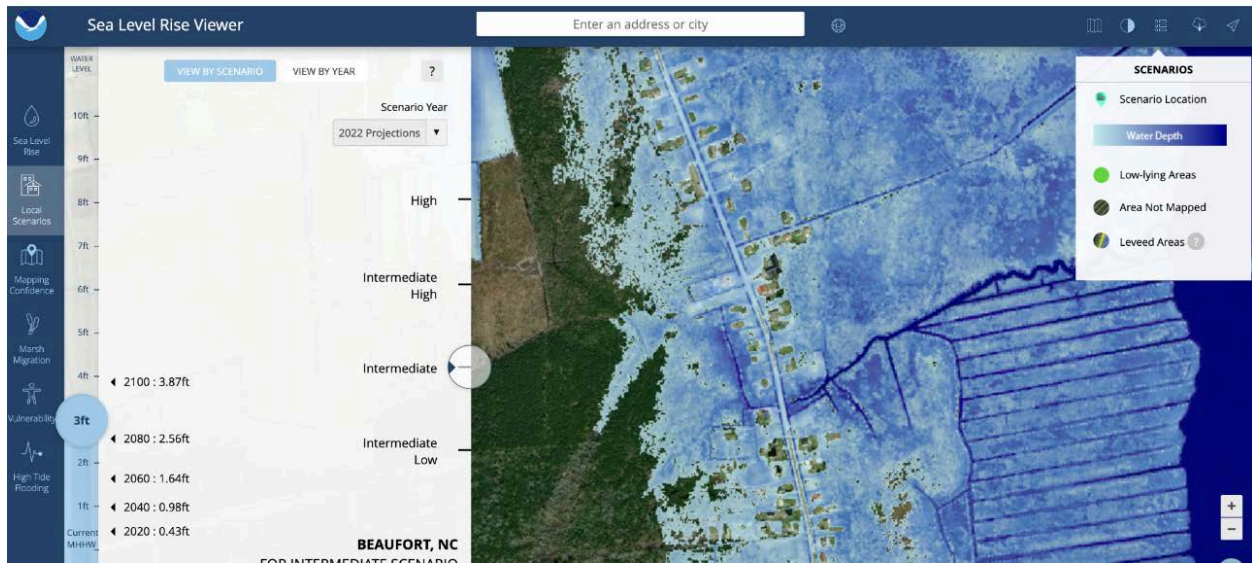 Sea Level Rise Viewer
Enter an address or city
Sea Level
Rise
Local
Scenarios
Mapping
Confidence
Marsh
Migration
Vulnerability
High Tide
Flooding
WATER
LEVEL
10ft
9ft
8ft
7ft
6ft
5ft
4ft
3ft
2ft
1ft
Current
MHHW
VIEW BY SCENARIO
VIEW BY YEAR
?
Scenario Year
2022 Projections
High
Intermediate
High
Intermediate
Intermediate
Low
2100 : 3.87ft
2080 : 2.56ft
2060 : 1.64ft
2040 : 0.98ft
2020 : 0.43ft
BEAUFORT, NC
FOR INTERMEDIATE SCENARIO
SCENARIOS
Scenario Location
Water Depth
Low-lying Areas
Area Not Mapped
Leveed Areas ?
+
−